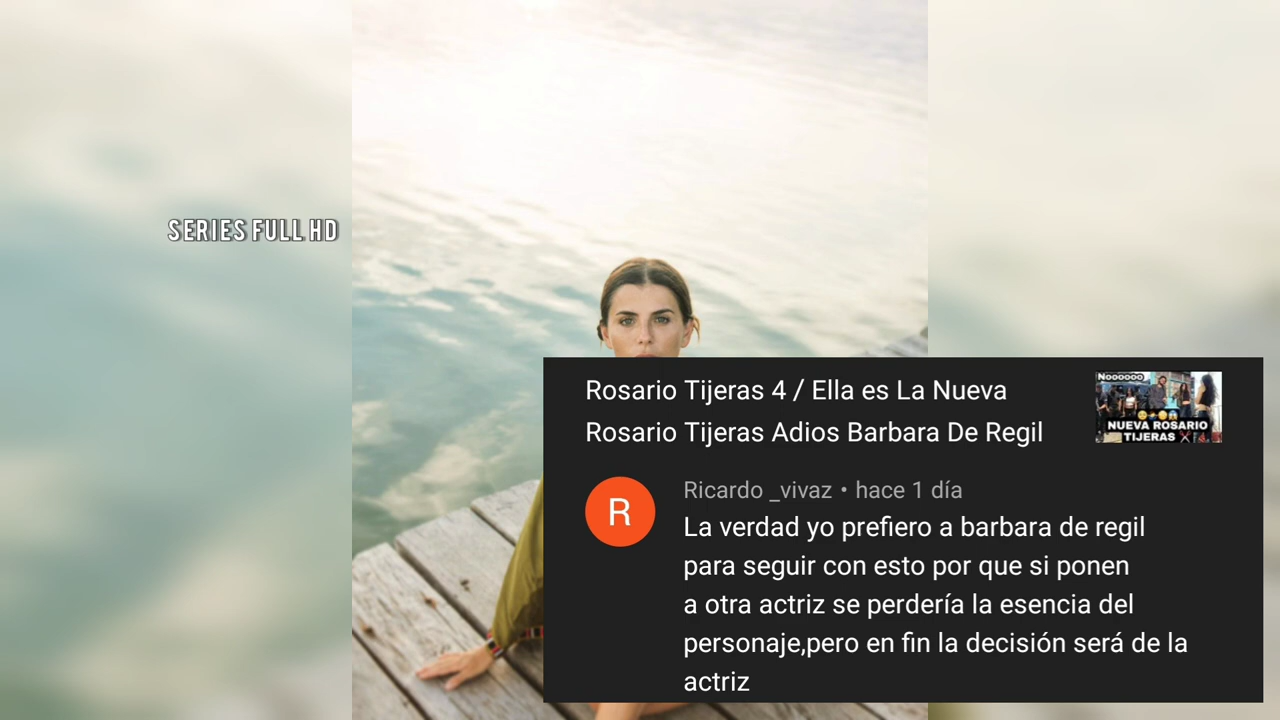 SERIES FULL HD
Rosario Tijeras 4 / Ella es La Nueva
Rosario Tijeras Adios Barbara De Regil
Noooooo
NUEVA ROSARIO
TIJERAS
R
Ricardo _vivaz • hace 1 día
La verdad yo prefiero a barbara de regil
para seguir con esto por que si ponen
a otra actriz se perdería la esencia del
personaje,pero en fin la decisión será de la
actriz